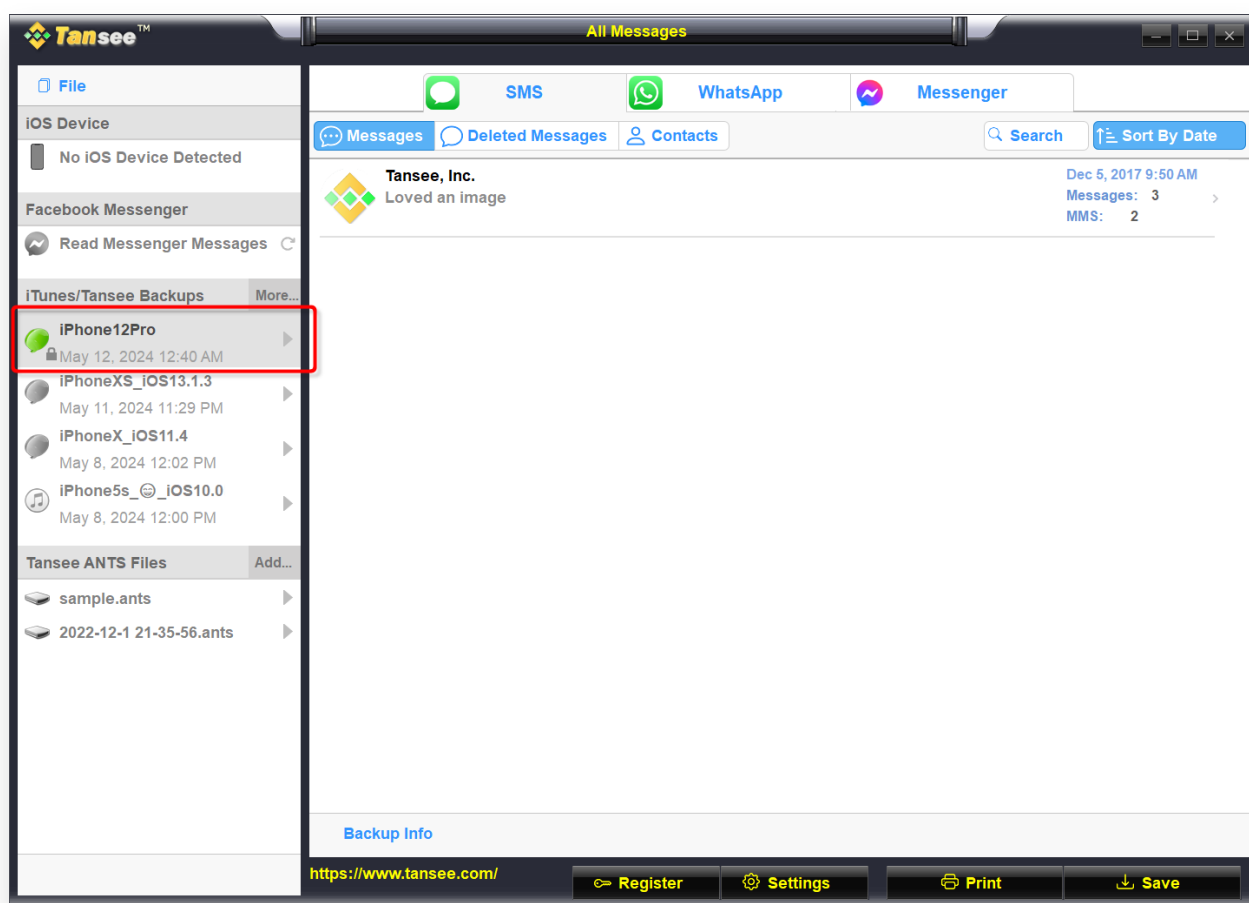 Tansee™
All Messages
File
iOS Device
No iOS Device Detected
Facebook Messenger
Read Messenger Messages
iTunes/Tansee Backups More...
iPhone12Pro
May 12, 2024 12:40 AM
iPhoneXS_iOS13.1.3
May 11, 2024 11:29 PM
iPhoneX_iOS11.4
May 8, 2024 12:02 PM
iPhone5s_😁_iOS10.0
May 8, 2024 12:00 PM
Tansee ANTS Files Add...
sample.ants
2022-12-1 21-35-56.ants
SMS WhatsApp Messenger
Messages Deleted Messages Contacts Search Sort By Date
Tansee, Inc. Dec 5, 2017 9:50 AM
Loved an image Messages: 3
MMS: 2
Backup Info
https://www.tansee.com/ Register Settings Print Save